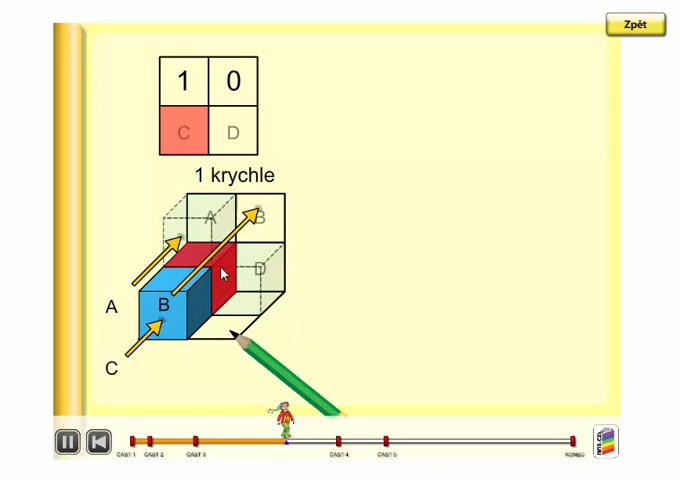 Zpět
1 0
C D
1 krychle
A B
D
A B
C
ČÁST 1 ČÁST 2 ČÁST 3 ČÁST 4 ČÁST 5 KONEC